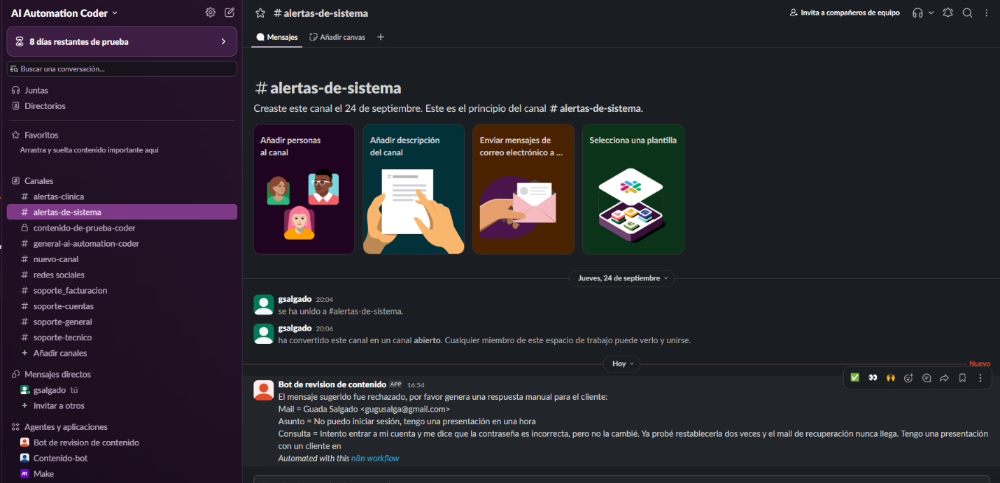 AI Automation Coder
8 días restantes de prueba
Buscar una conversación...
Juntas
Directorios
Favoritos
Arrastra y suelta contenido importante aquí
Canales
# alertas-clinica
# alertas-de-sistema
contenido-de-prueba-coder
# general-ai-automation-coder
# nuevo-canal
# redes sociales
# soporte_facturacion
# soporte-cuentas
# soporte-general
# soporte-tecnico
+ Añadir canales
Mensajes directos
gsalgado tú
+ Invitar a otros
Agentes y aplicaciones
Bot de revision de contenido
Contenido-bot
Make
# alertas-de-sistema
Invita a compañeros de equipo
Mensajes
Añadir canvas
+
# alertas-de-sistema
Creaste este canal el 24 de septiembre. Este es el principio del canal # alertas-de-sistema.
Añadir personas
al canal
Añadir descripción
del canal
Enviar mensajes de
correo electrónico a ...
Selecciona una plantilla
Jueves, 24 de septiembre
gsalgado 20:04
se ha unido a #alertas-de-sistema.
gsalgado 20:06
ha convertido este canal en un canal abierto. Cualquier miembro de este espacio de trabajo puede verlo y unirse.
Hoy
Nuevo
Bot de revision de contenido APP 16:54
El mensaje sugerido fue rechazado, por favor genera una respuesta manual para el cliente:
Mail = Guada Salgado <gugusalga@gmail.com>
Asunto = No puedo iniciar sesión, tengo una presentación en una hora
Consulta = Intento entrar a mi cuenta y me dice que la contraseña es incorrecta, pero no la cambié. Ya probé restablecerla dos veces y el mail de recuperación nunca llega. Tengo una presentación
con un cliente en
Automated with this n8n workflow